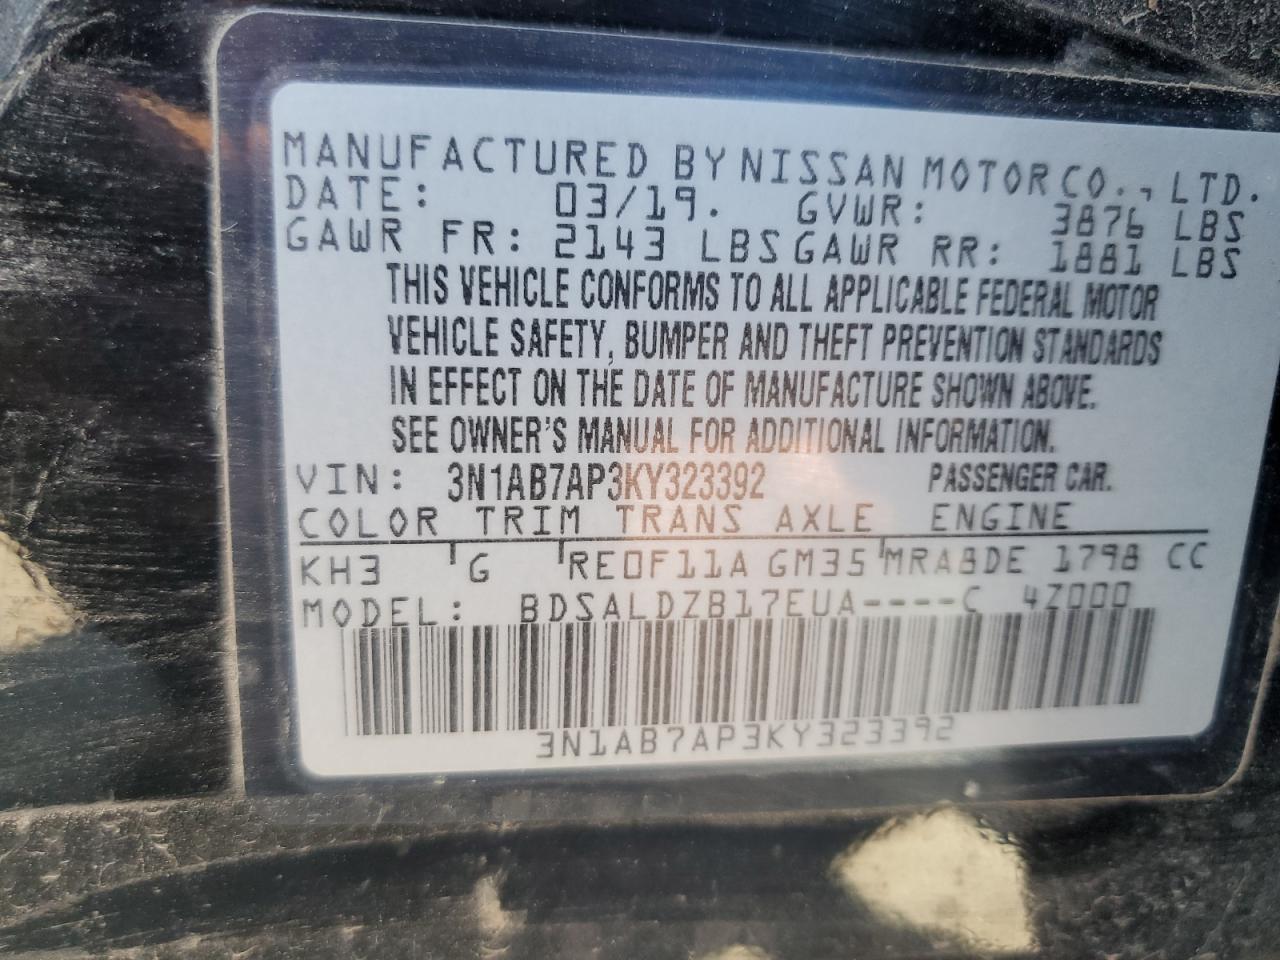 MANUFACTURED BY NISSAN MOTOR CO., LTD.
DATE: 03/19. GVWR: 3876 LBS
GAWR FR: 2143 LBS GAWR RR: 1881 LBS
THIS VEHICLE CONFORMS TO ALL APPLICABLE FEDERAL MOTOR
VEHICLE SAFETY, BUMPER AND THEFT PREVENTION STANDARDS
IN EFFECT ON THE DATE OF MANUFACTURE SHOWN ABOVE.
SEE OWNER'S MANUAL FOR ADDITIONAL INFORMATION.
VIN: 3N1AB7AP3KY323392 PASSENGER CAR.
COLOR TRIM TRANS AXLE ENGINE
KH3 G RE0F11A GM35 MRA8DE 1798 CC
MODEL: BDSALDZB17EUA----C 4Z000
3N1AB7AP3KY323392